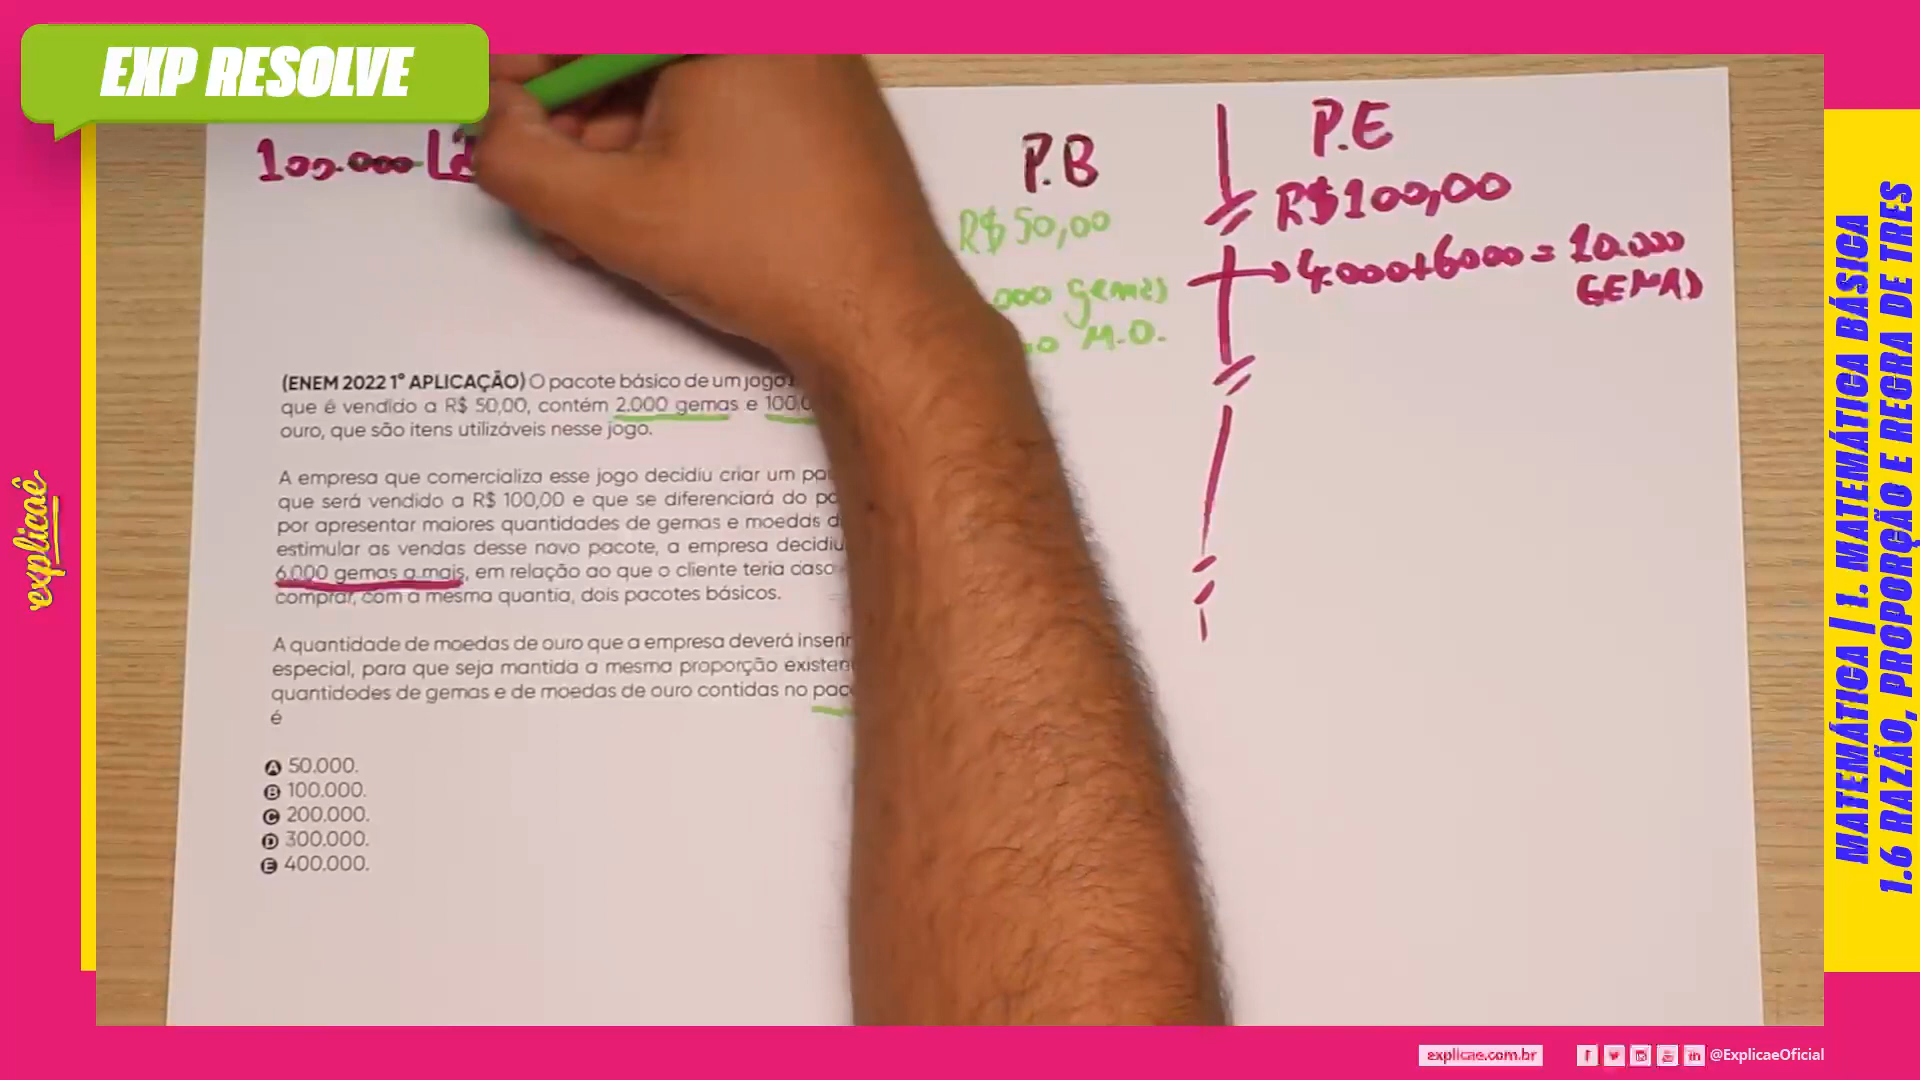 EXP RESOLVE
100.000
P.B
R$ 50,00
000 gemas
M.O.
P.E
R$ 100,00
4.000+6000 = 10.000
GEMAS
(ENEM 2022 1° APLICAÇÃO) O pacote básico de um jogo
que é vendido a R$ 50,00, contém 2.000 gemas e 100.0
ouro, que são itens utilizáveis nesse jogo.
A empresa que comercializa esse jogo decidiu criar um pa
que será vendido a R$ 100,00 e que se diferenciará do pa
por apresentar maiores quantidades de gemas e moedas d
estimular as vendas desse novo pacote, a empresa decidiu
6.000 gemas a mais, em relação ao que o cliente teria caso
comprar, com a mesma quantia, dois pacotes básicos.
A quantidade de moedas de ouro que a empresa deverá inserir
especial, para que seja mantida a mesma proporção existen
quantidades de gemas e de moedas de ouro contidas no pac
é
A 50.000.
B 100.000.
C 200.000.
D 300.000.
E 400.000.
explicaê
MATEMÁTICA | 1. MATEMÁTICA BÁSICA
1.6 RAZÃO, PROPORÇÃO E REGRA DE TRES
explicae.com.br
@ExplicaeOficial